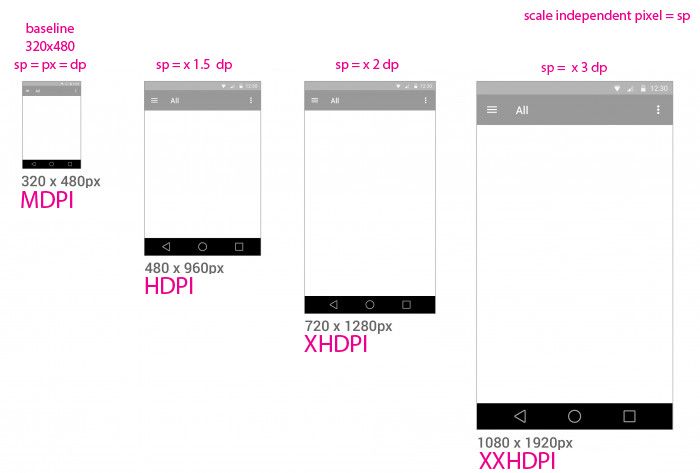 scale independent pixel = sp
baseline
320x480
sp = px = dp
sp = x 1.5 dp
sp = x 2 dp
sp = x 3 dp
All
320 x 480px
MDPI
12:30
All
480 x 960px
HDPI
12:30
All
720 x 1280px
XHDPI
12:30
All
1080 x 1920px
XXHDPI